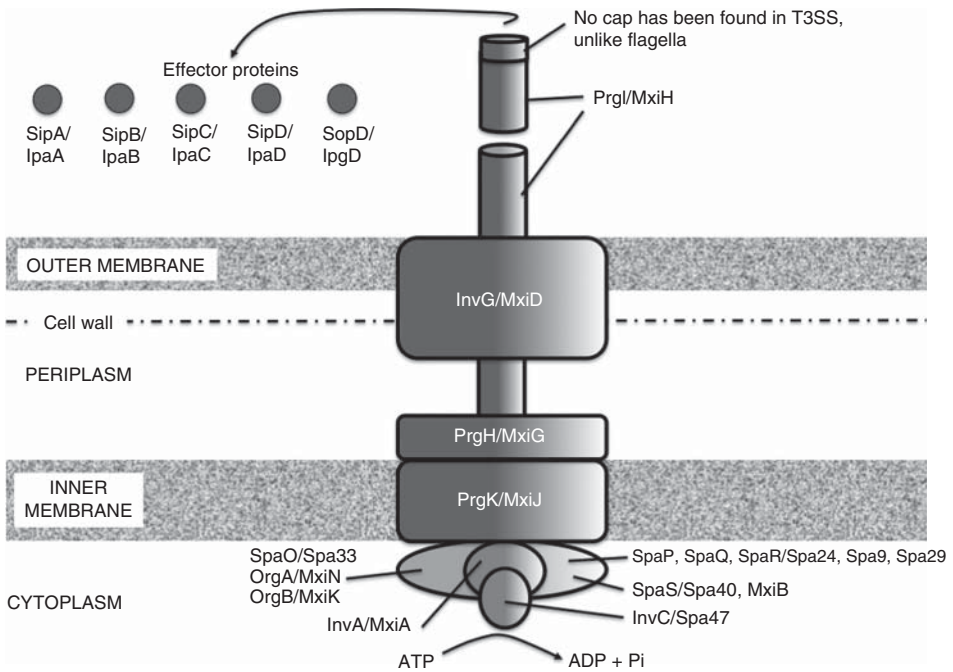 No cap has been found in T3SS,
unlike flagella
Effector proteins
PrgI/MxiH
SipA/
IpaA
SipB/
IpaB
SipC/
IpaC
SipD/
IpaD
SopD/
IpgD
OUTER MEMBRANE
InvG/MxiD
Cell wall
PERIPLASM
PrgH/MxiG
INNER
MEMBRANE
PrgK/MxiJ
SpaO/Spa33
OrgA/MxiN
OrgB/MxiK
SpaP, SpaQ, SpaR/Spa24, Spa9, Spa29
SpaS/Spa40, MxiB
CYTOPLASM
InvA/MxiA
InvC/Spa47
ATP
ADP + Pi